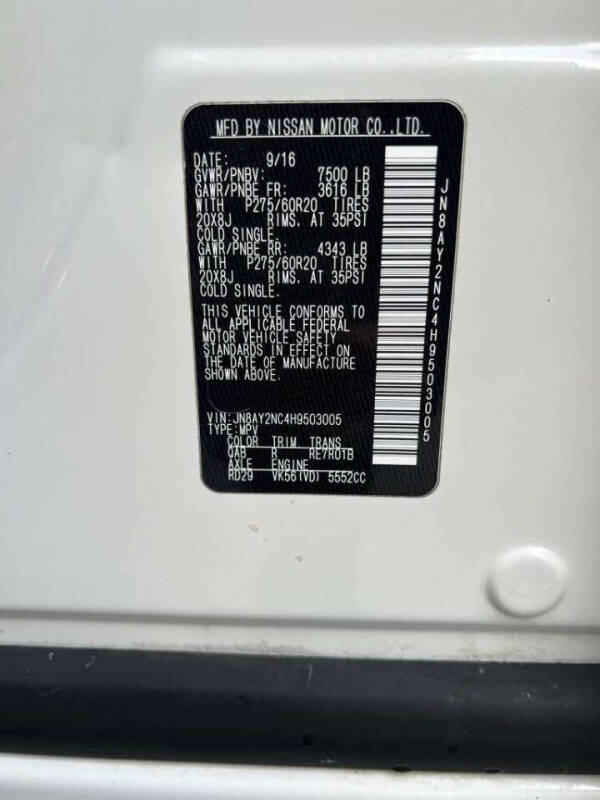 MFD BY NISSAN MOTOR CO.,LTD.
DATE: 9/16
GVWR/PNBV: 7500 LB
GAWR/PNBE FR: 3616 LB
WITH P275/60R20 TIRES
20X8J RIMS, AT 35PSI
COLD SINGLE.
GAWR/PNBE RR: 4343 LB
WITH P275/60R20 TIRES
20X8J RIMS, AT 35PSI
COLD SINGLE.
THIS VEHICLE CONFORMS TO
ALL APPLICABLE FEDERAL
MOTOR VEHICLE SAFETY
STANDARDS IN EFFECT ON
THE DATE OF MANUFACTURE
SHOWN ABOVE.
VIN:JN8AY2NC4H9503005
TYPE:MPV
COLOR TRIM TRANS
QAB R RE7R01B
AXLE ENGINE
RD29 VK56(VD) 5552CC
JN8AY2NC4H9503005